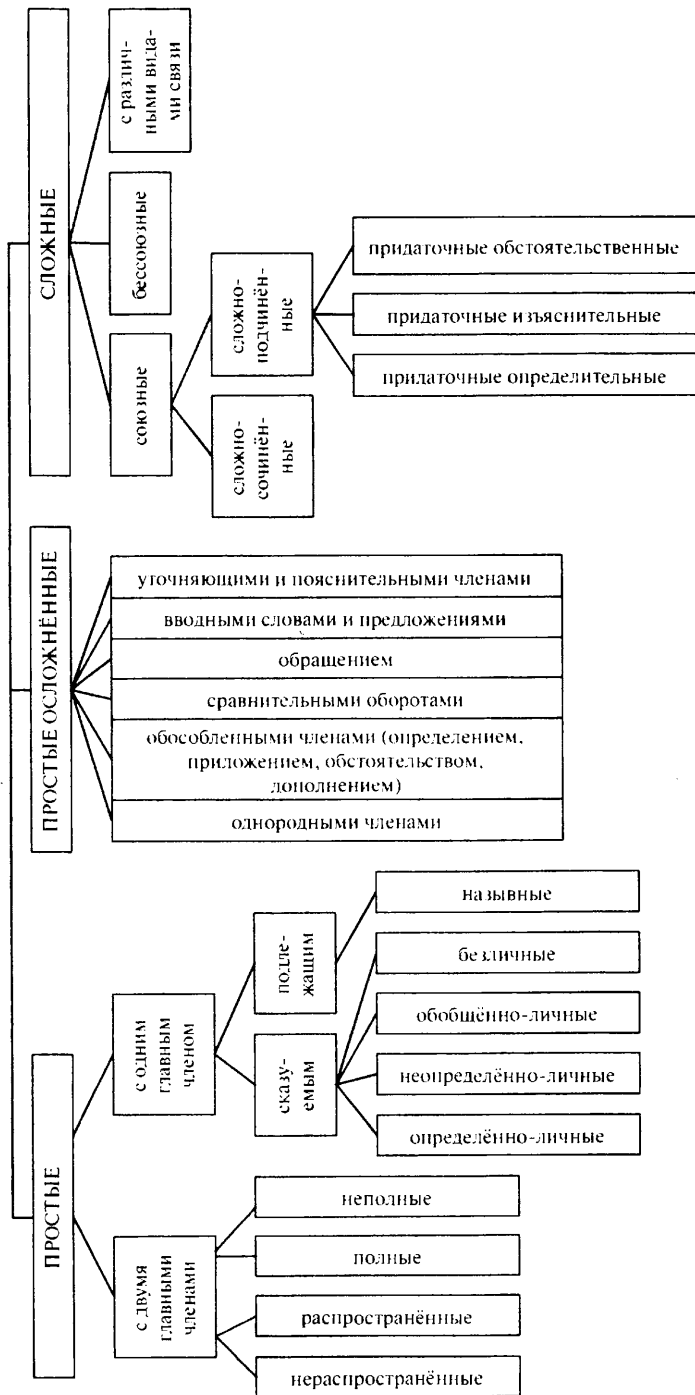 ПРОСТЫЕ
с двумя
главными
членами
нераспространённые
распространённые
полные
неполные
с одним
главным
членом
сказу-
емым
определённо-личные
неопределённо-личные
обобщённо-личные
безличные
подле-
жащим
назывные
ПРОСТЫЕ ОСЛОЖНЁННЫЕ
уточняющими и пояснительными членами
вводными словами и предложениями
обращением
сравнительными оборотами
обособленными членами (определением,
приложением, обстоятельством,
дополнением)
однородными членами
СЛОЖНЫЕ
союзные
сложно-
сочинён-
ные
сложно-
подчинён-
ные
придаточные обстоятельственные
придаточные изъяснительные
придаточные определительные
бессоюзные
с различ-
ными вида-
ми связи